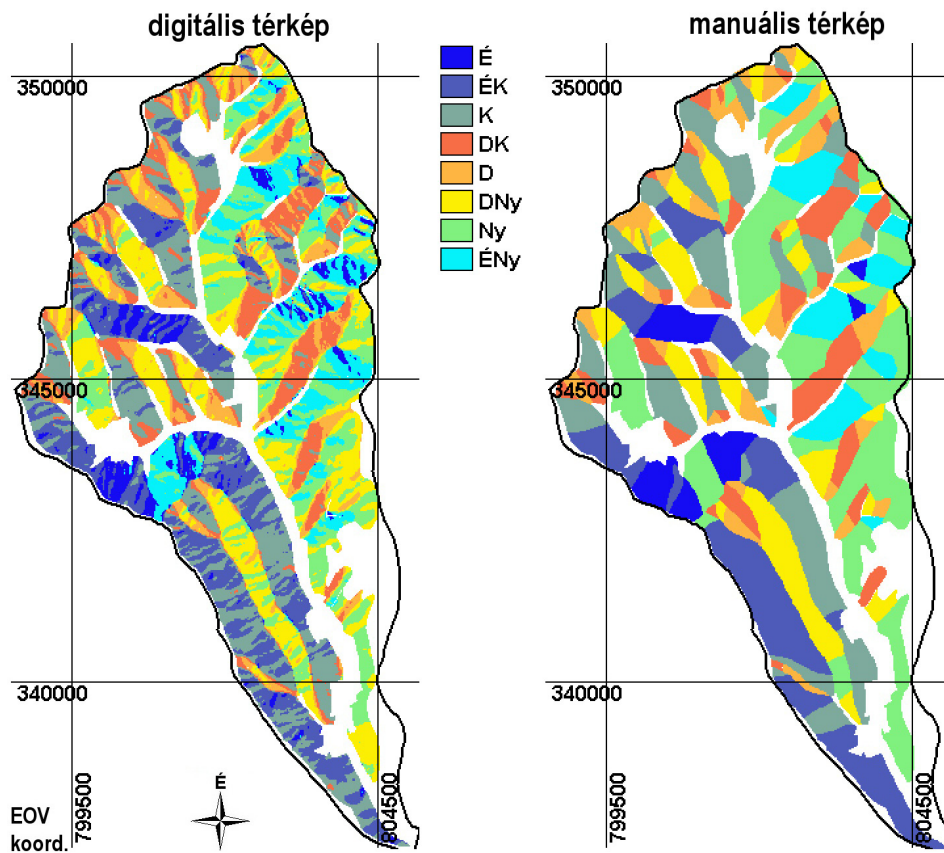 digitális térkép
manuális térkép
É
ÉK
K
DK
D
DNy
Ny
ÉNy
350000
345000
340000
799500
804500
É
EOV
koord.
350000
345000
340000
799500
804500